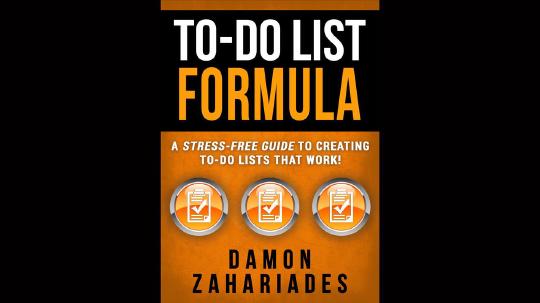 TO-DO LIST
FORMULA
A STRESS-FREE GUIDE TO CREATING
TO-DO LISTS THAT WORK!
DAMON
ZAHARIADES